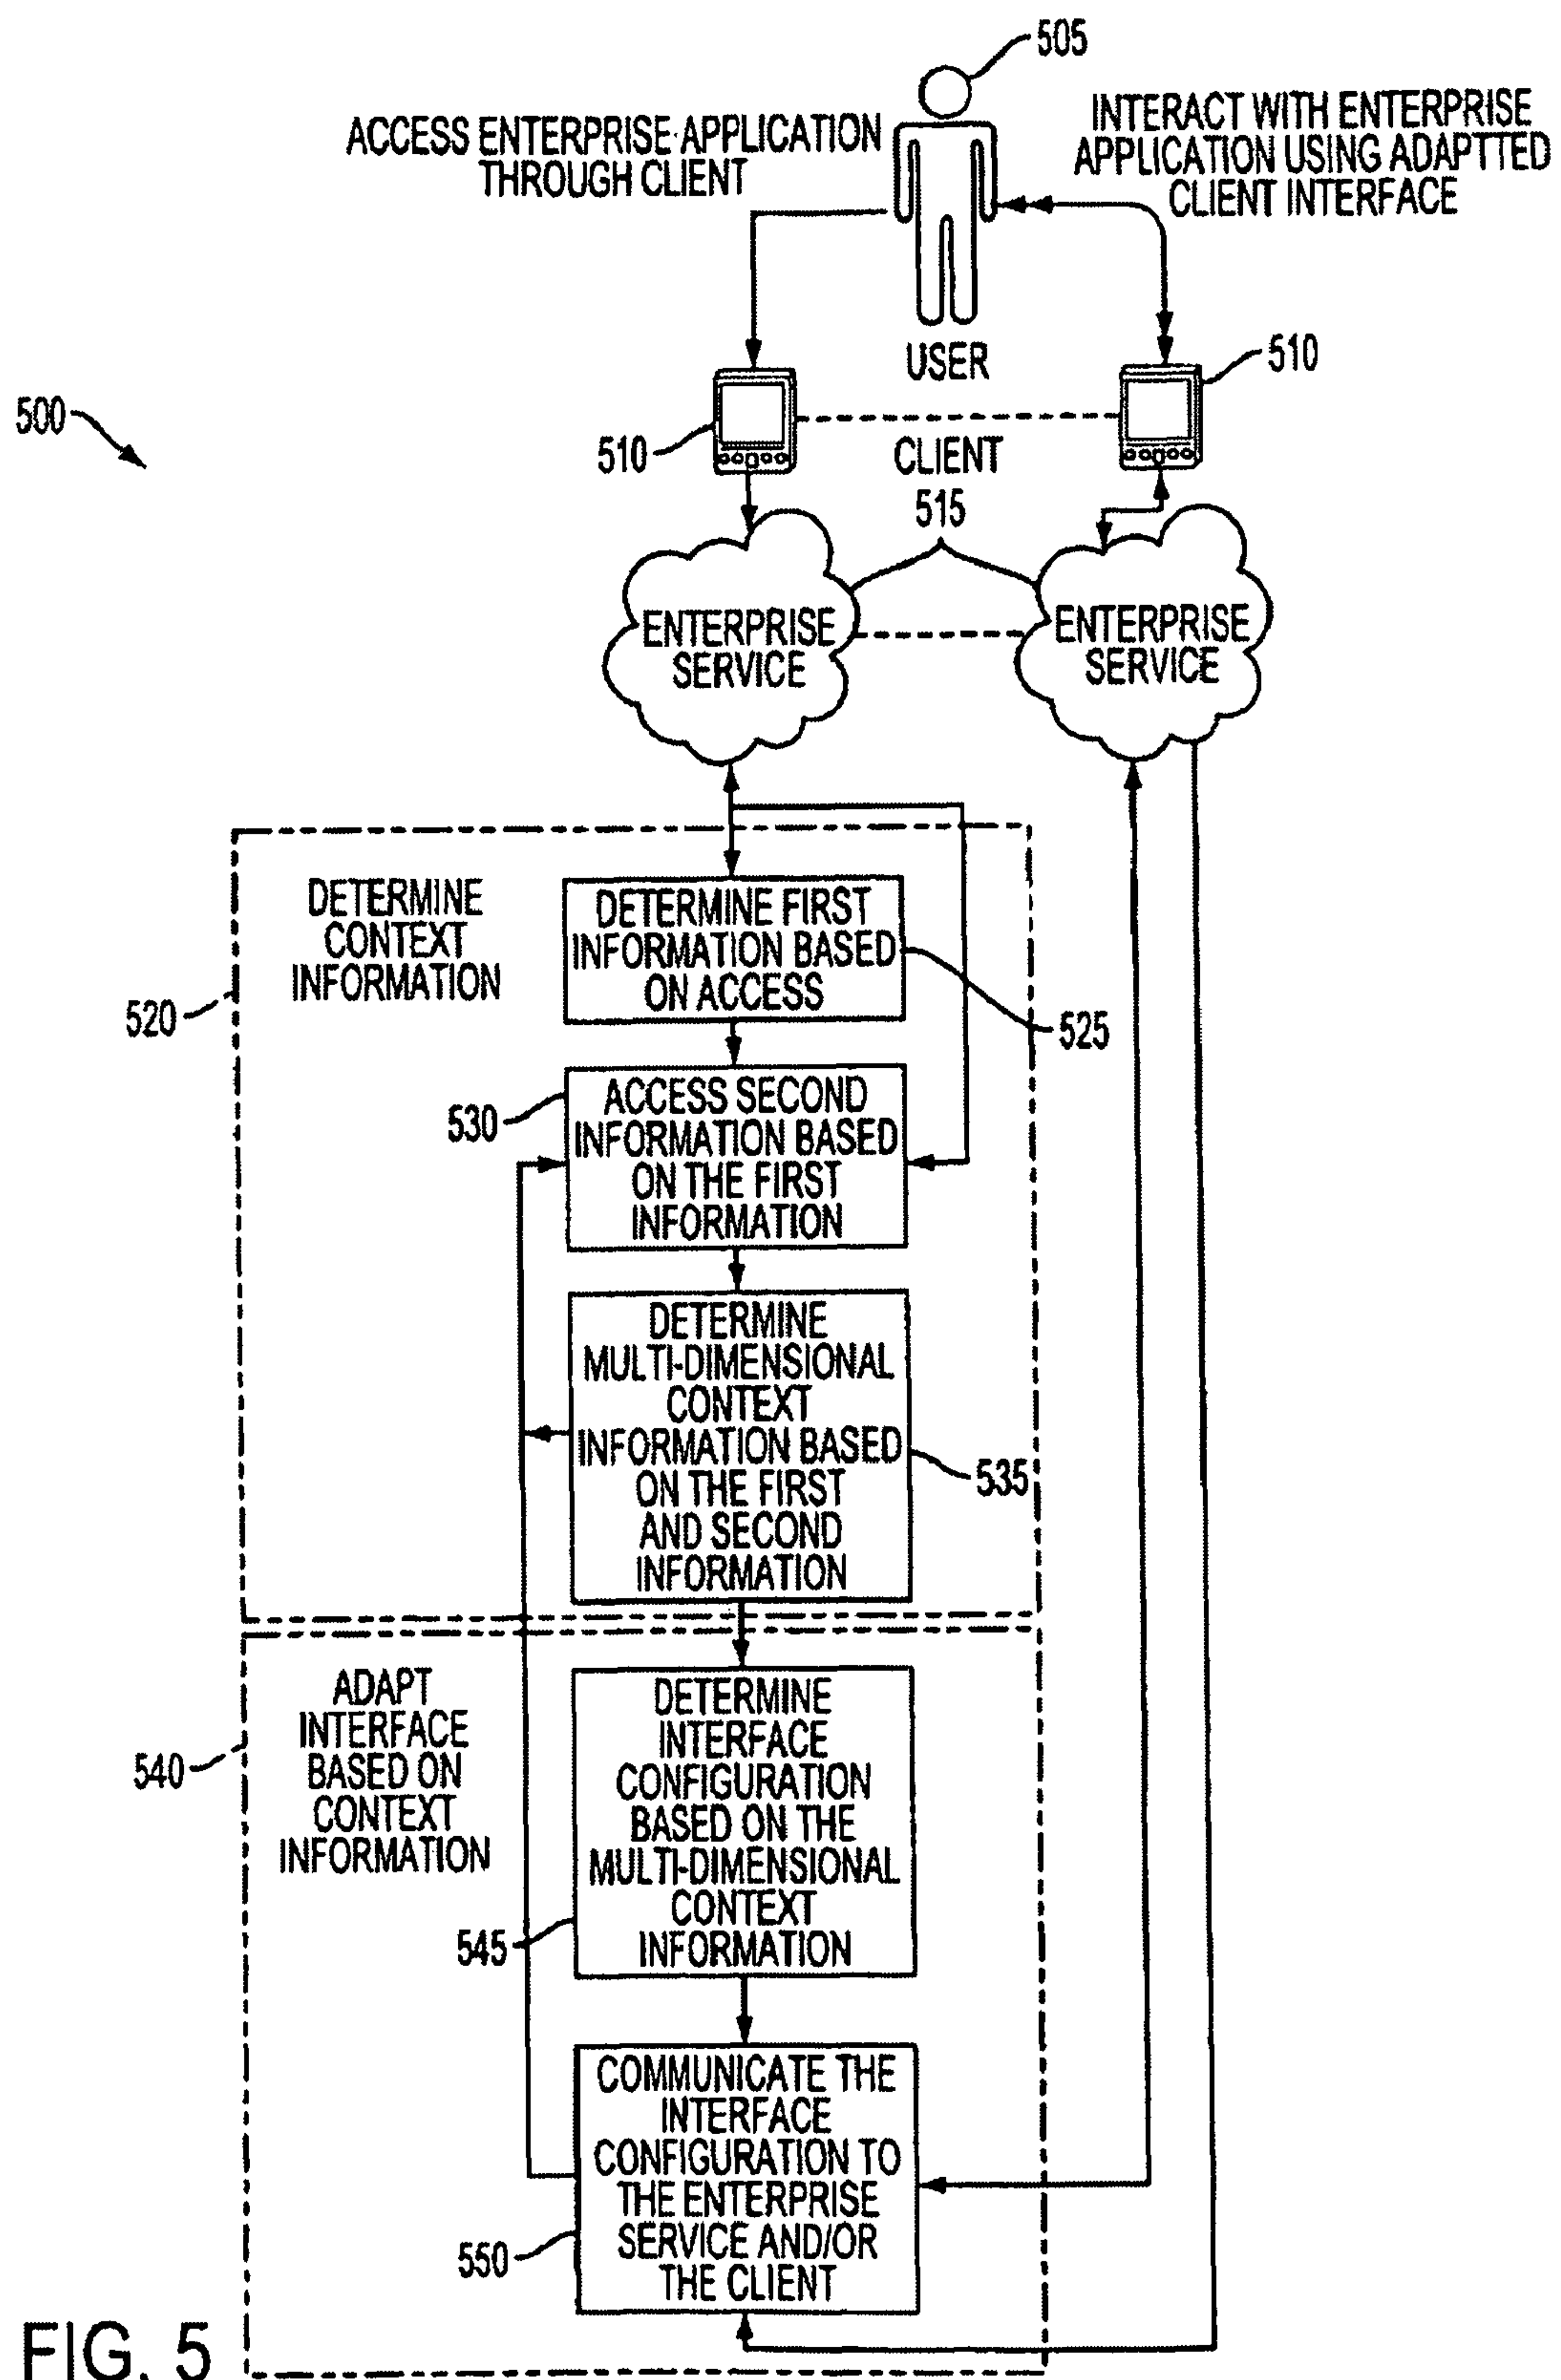 505
ACCESS ENTERPRISE APPLICATION
THROUGH CLIENT
INTERACT WITH ENTERPRISE
APPLICATION USING ADAPTTED
CLIENT INTERFACE
USER
500
510
510
CLIENT
515
ENTERPRISE
SERVICE
ENTERPRISE
SERVICE
DETERMINE
CONTEXT
INFORMATION
520
DETERMINE FIRST
INFORMATION BASED
ON ACCESS
525
530
ACCESS SECOND
INFORMATION BASED
ON THE FIRST
INFORMATION
DETERMINE
MULTI-DIMENSIONAL
CONTEXT
INFORMATION BASED
ON THE FIRST
AND SECOND
INFORMATION
535
ADAPT
INTERFACE
BASED ON
CONTEXT
INFORMATION
540
DETERMINE
INTERFACE
CONFIGURATION
BASED ON THE
MULTI-DIMENSIONAL
CONTEXT
INFORMATION
545
COMMUNICATE THE
INTERFACE
CONFIGURATION TO
THE ENTERPRISE
SERVICE AND/OR
THE CLIENT
550
FIG. 5